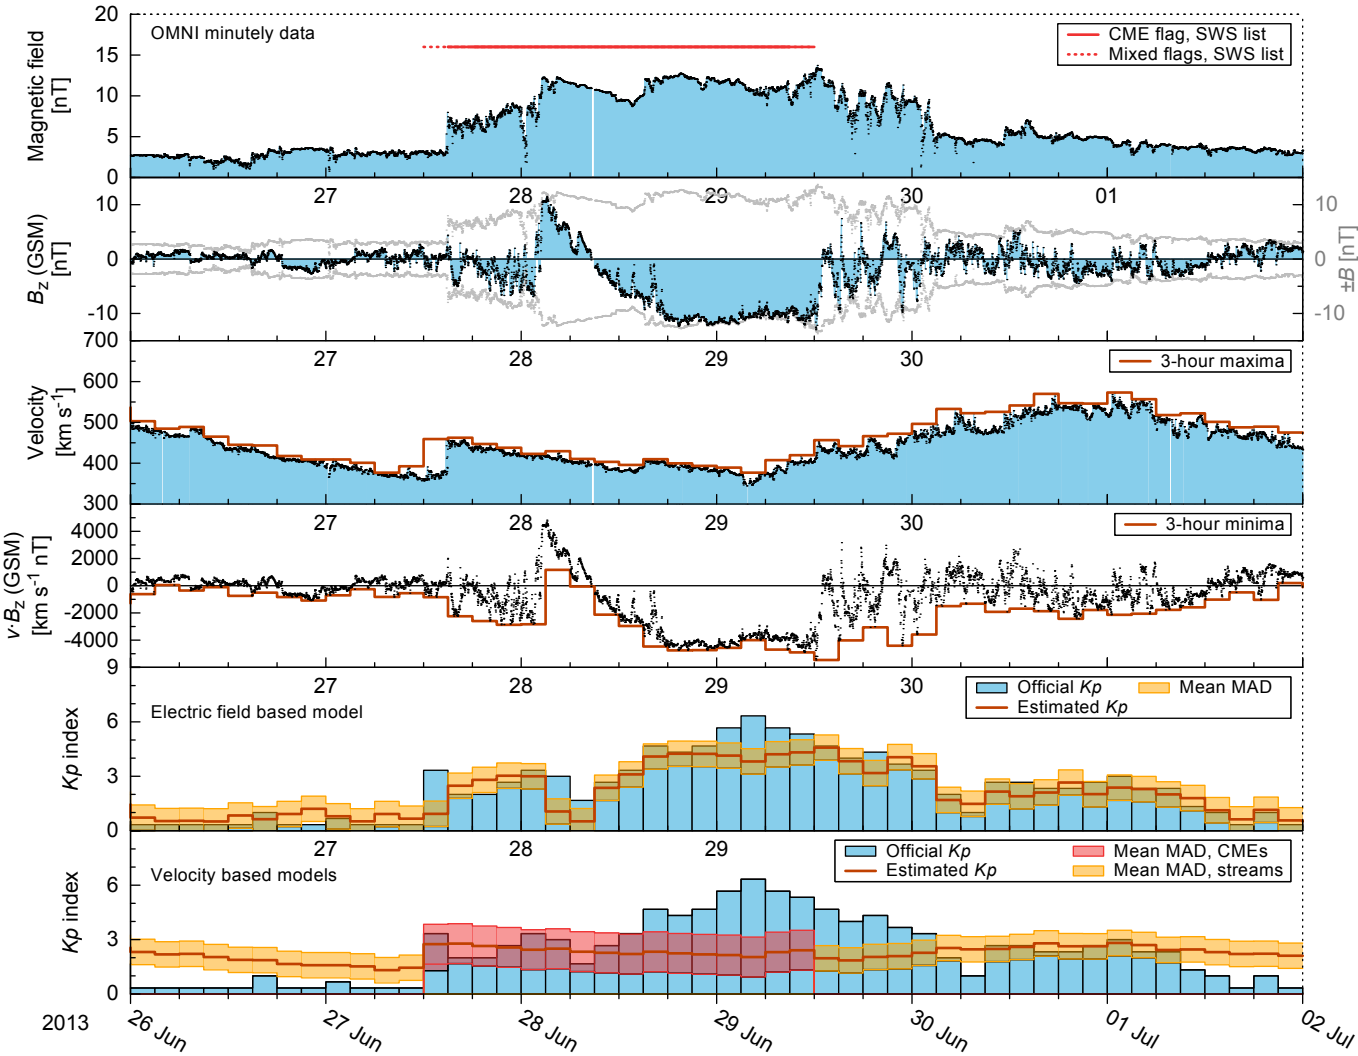 20
OMNI minutely data
CME flag, SWS list
Mixed flags, SWS list
15
10
5
0
Magnetic field
[nT]
27
28
29
30
01
10
0
-10
700
Bz (GSM)
[nT]
10
0
-10
±B [nT]
27
28
29
30
3-hour maxima
600
500
400
300
Velocity
[km s⁻¹]
27
28
29
30
3-hour minima
4000
2000
0
-2000
-4000
v·Bz (GSM)
[km s⁻¹ nT]
9
27
28
29
30
Electric field based model
Official Kp
Mean MAD
Estimated Kp
6
3
0
Kp index
27
28
29
Velocity based models
Official Kp
Mean MAD, CMEs
Estimated Kp
Mean MAD, streams
6
3
0
Kp index
2013
26 Jun
27 Jun
28 Jun
29 Jun
30 Jun
01 Jul
02 Jul